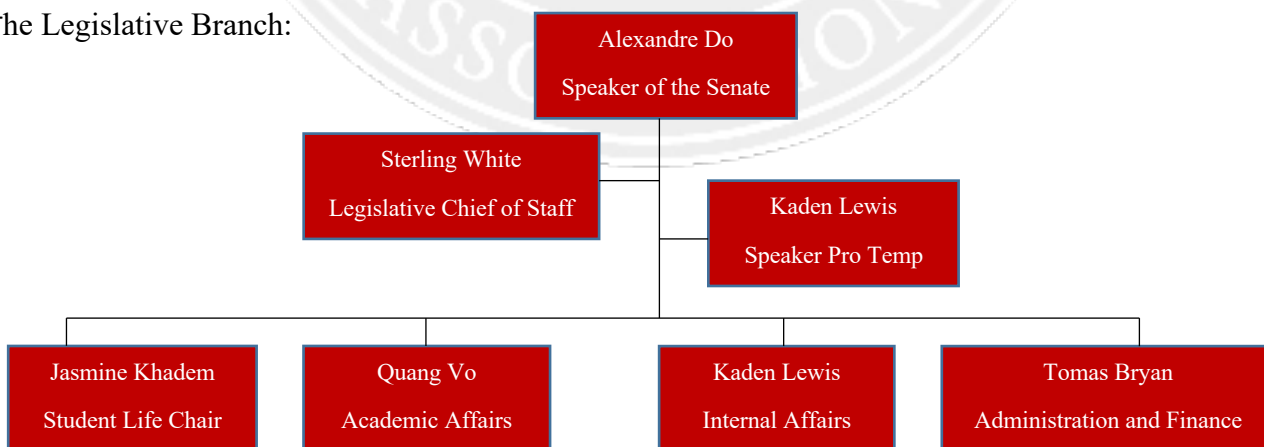 he Legislative Branch:
Alexandre Do
Speaker of the Senate
Sterling White
Legislative Chief of Staff
Kaden Lewis
Speaker Pro Temp
Jasmine Khadem
Student Life Chair
Quang Vo
Academic Affairs
Kaden Lewis
Internal Affairs
Tomas Bryan
Administration and Finance